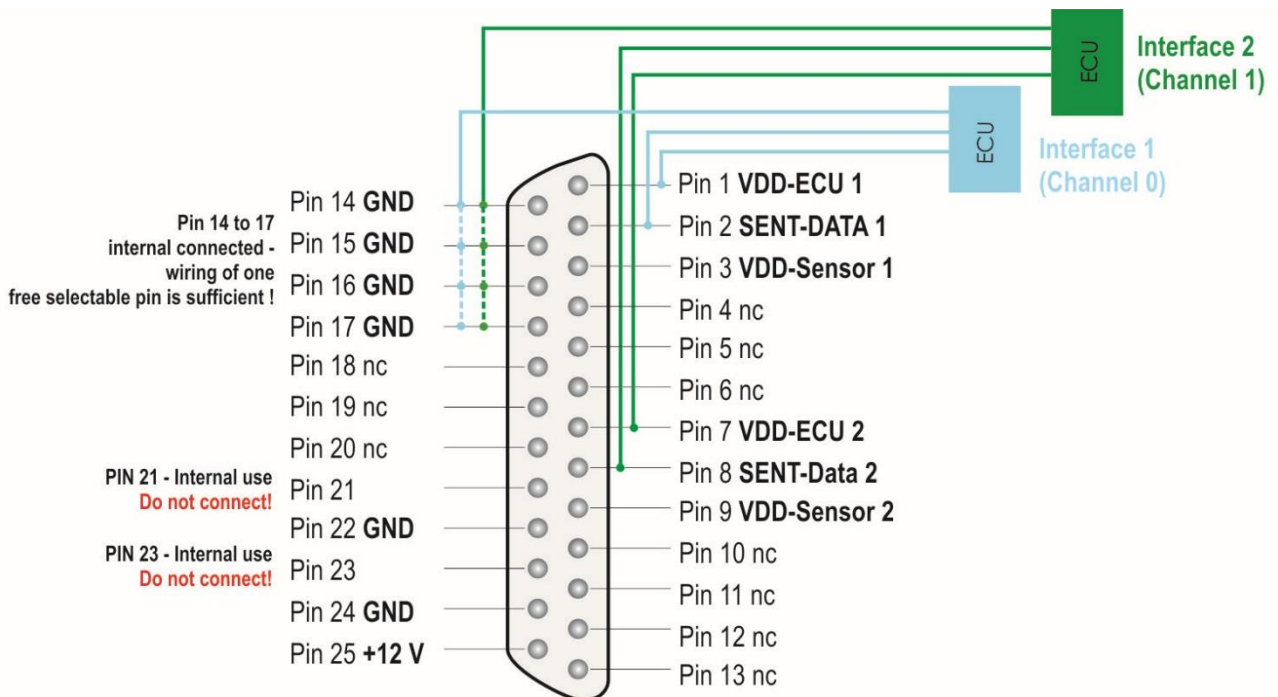 ECU
Interface 2
(Channel 1)
ECU
Interface 1
(Channel 0)
Pin 14 to 17
internal connected -
wiring of one
free selectable pin is sufficient !
Pin 14 GND
Pin 15 GND
Pin 16 GND
Pin 17 GND
Pin 18 nc
Pin 19 nc
Pin 20 nc
PIN 21 - Internal use
Do not connect!
Pin 21
Pin 22 GND
PIN 23 - Internal use
Do not connect!
Pin 23
Pin 24 GND
Pin 25 +12 V
Pin 1 VDD-ECU 1
Pin 2 SENT-DATA 1
Pin 3 VDD-Sensor 1
Pin 4 nc
Pin 5 nc
Pin 6 nc
Pin 7 VDD-ECU 2
Pin 8 SENT-Data 2
Pin 9 VDD-Sensor 2
Pin 10 nc
Pin 11 nc
Pin 12 nc
Pin 13 nc